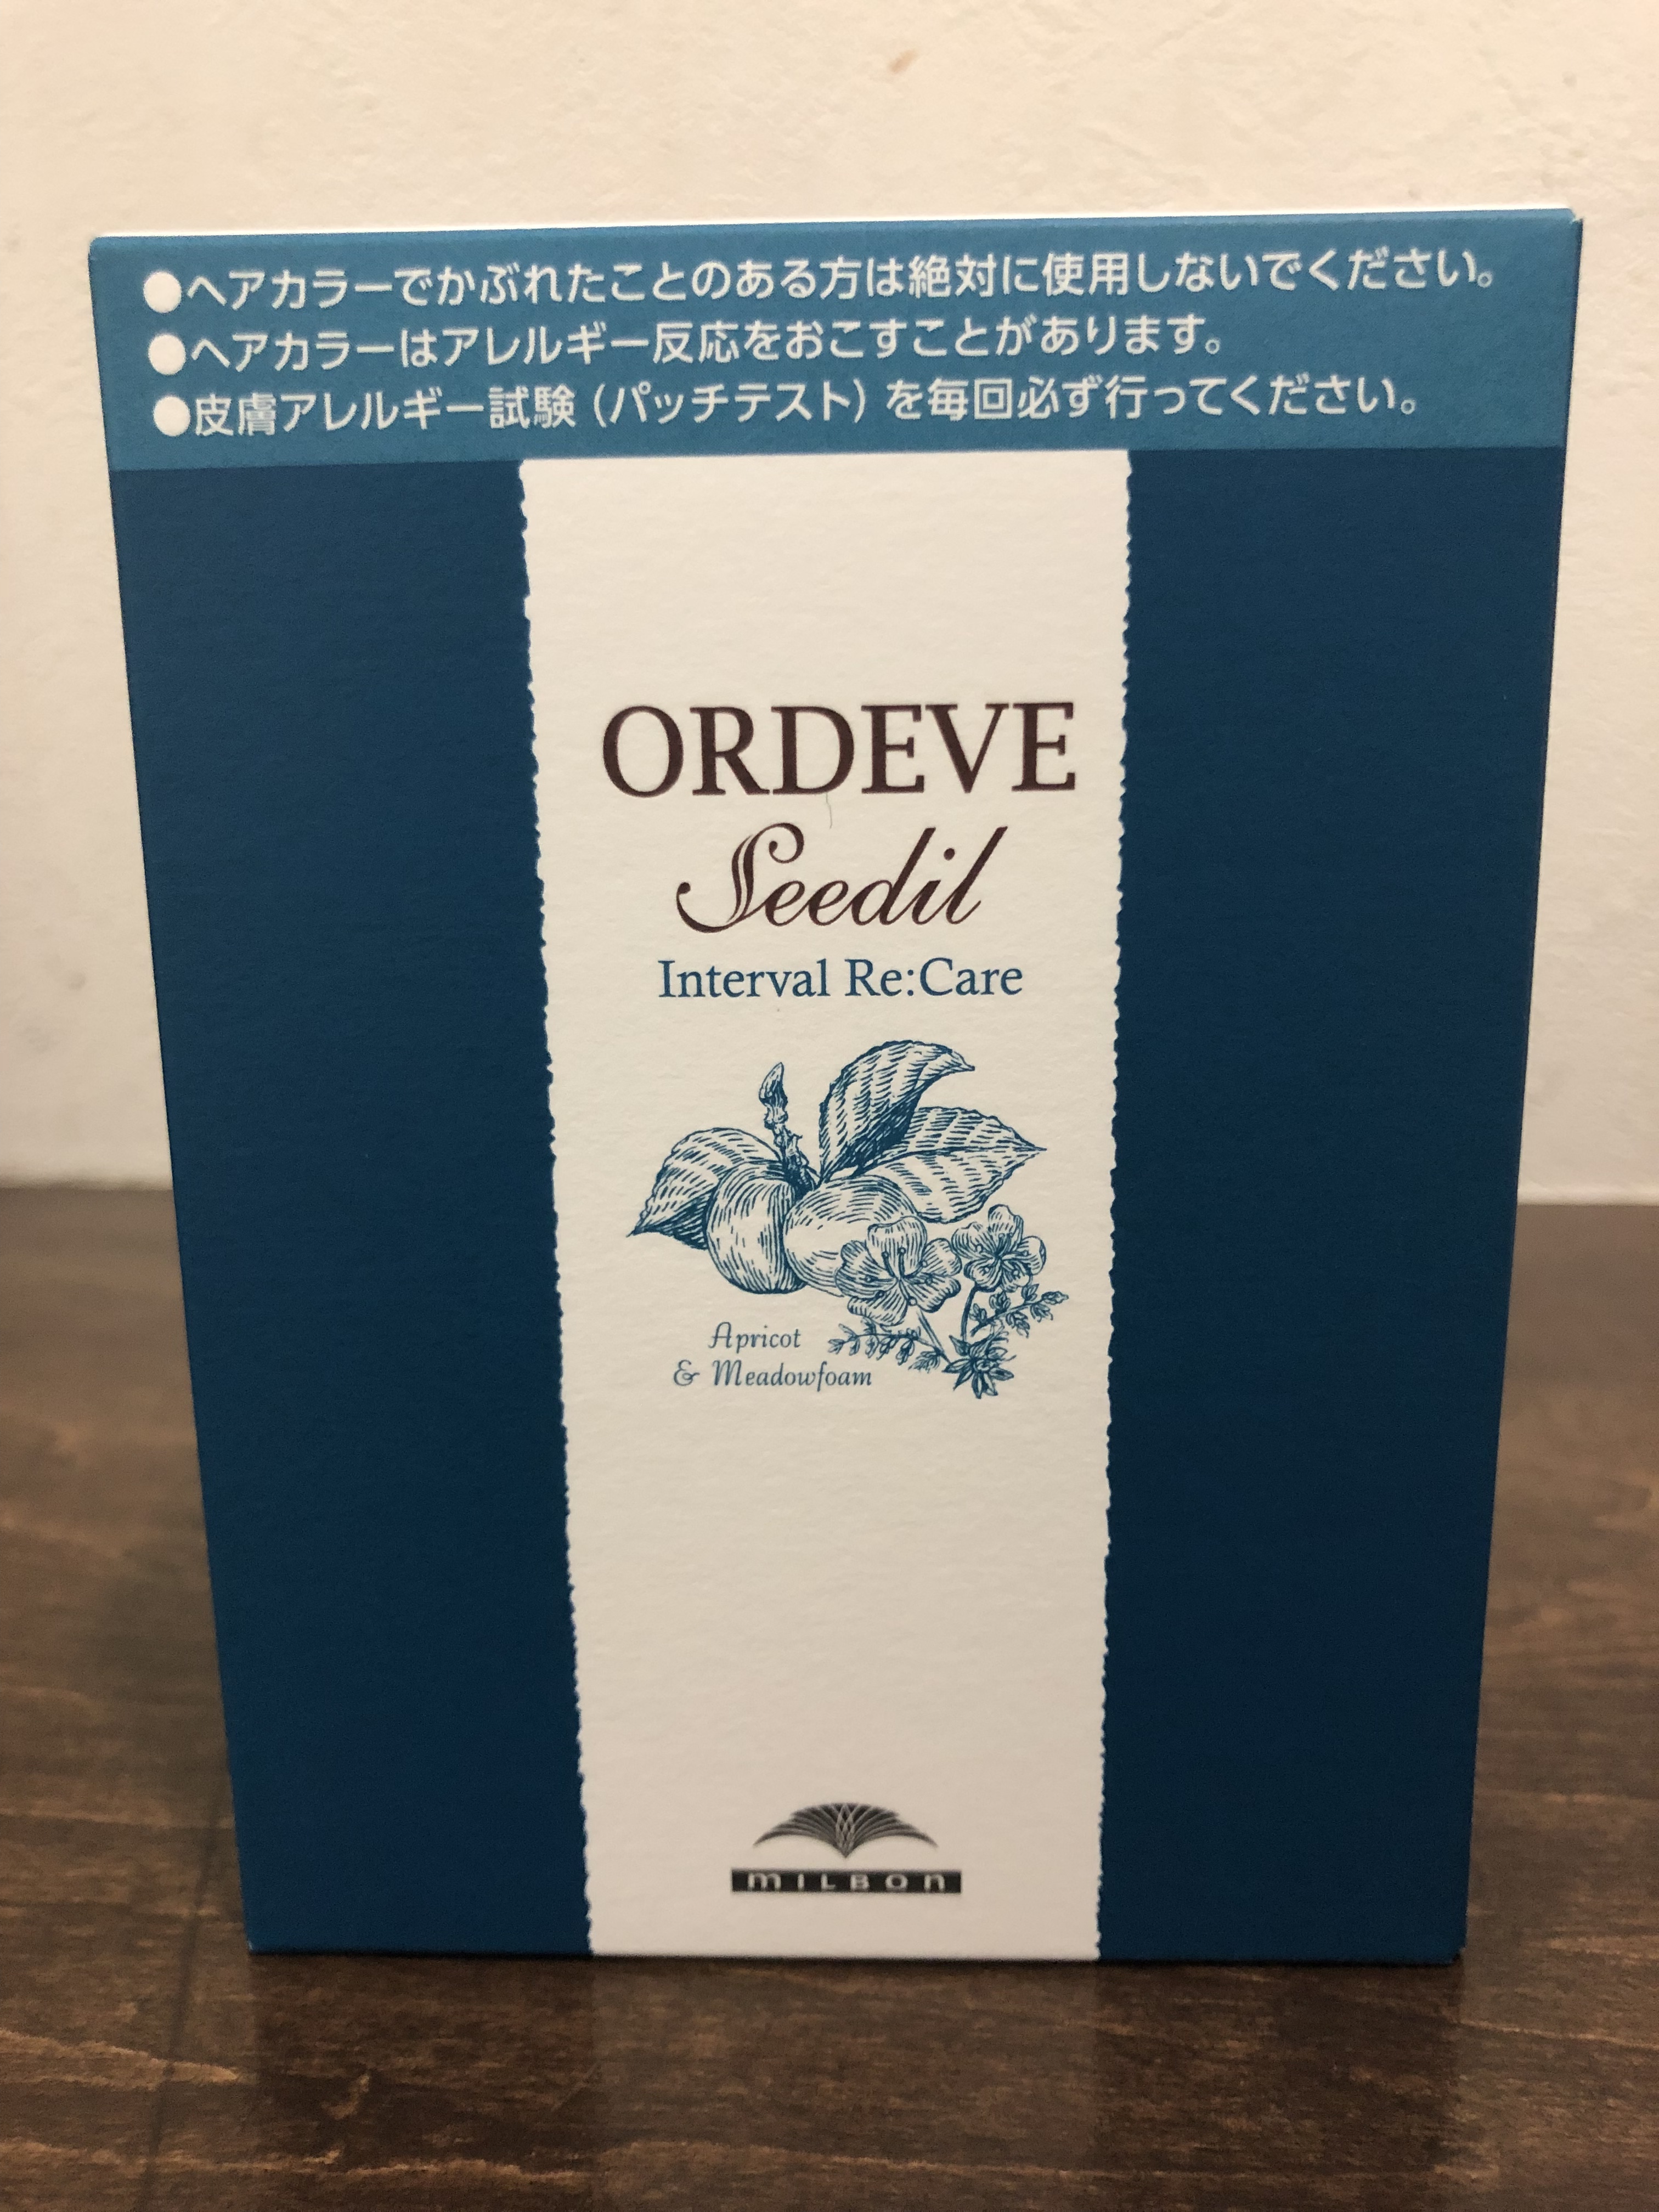 ●ヘアカラーでかぶれたことのある方は絶対に使用しないでください。
●ヘアカラーはアレルギー反応をおこすことがあります。
●皮膚アレルギー試験(パッチテスト)を毎回必ず行ってください。
ORDEVE
Seedil
Interval Re:Care
Apricot
& Meadowfoam
MILBON